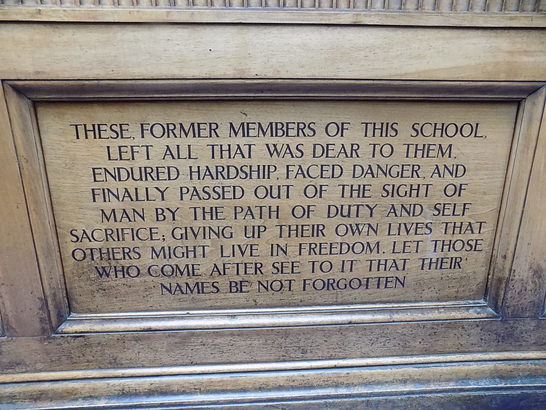 THESE, FORMER MEMBERS OF THIS SCHOOL,
LEFT ALL THAT WAS DEAR TO THEM,
ENDURED HARDSHIP, FACED DANGER, AND
FINALLY PASSED OUT OF THE SIGHT OF
MAN BY THE PATH OF DUTY AND SELF
SACRIFICE; GIVING UP THEIR OWN LIVES THAT
OTHERS MIGHT LIVE IN FREEDOM. LET THOSE
WHO COME AFTER SEE TO IT THAT THEIR
NAMES BE NOT FORGOTTEN